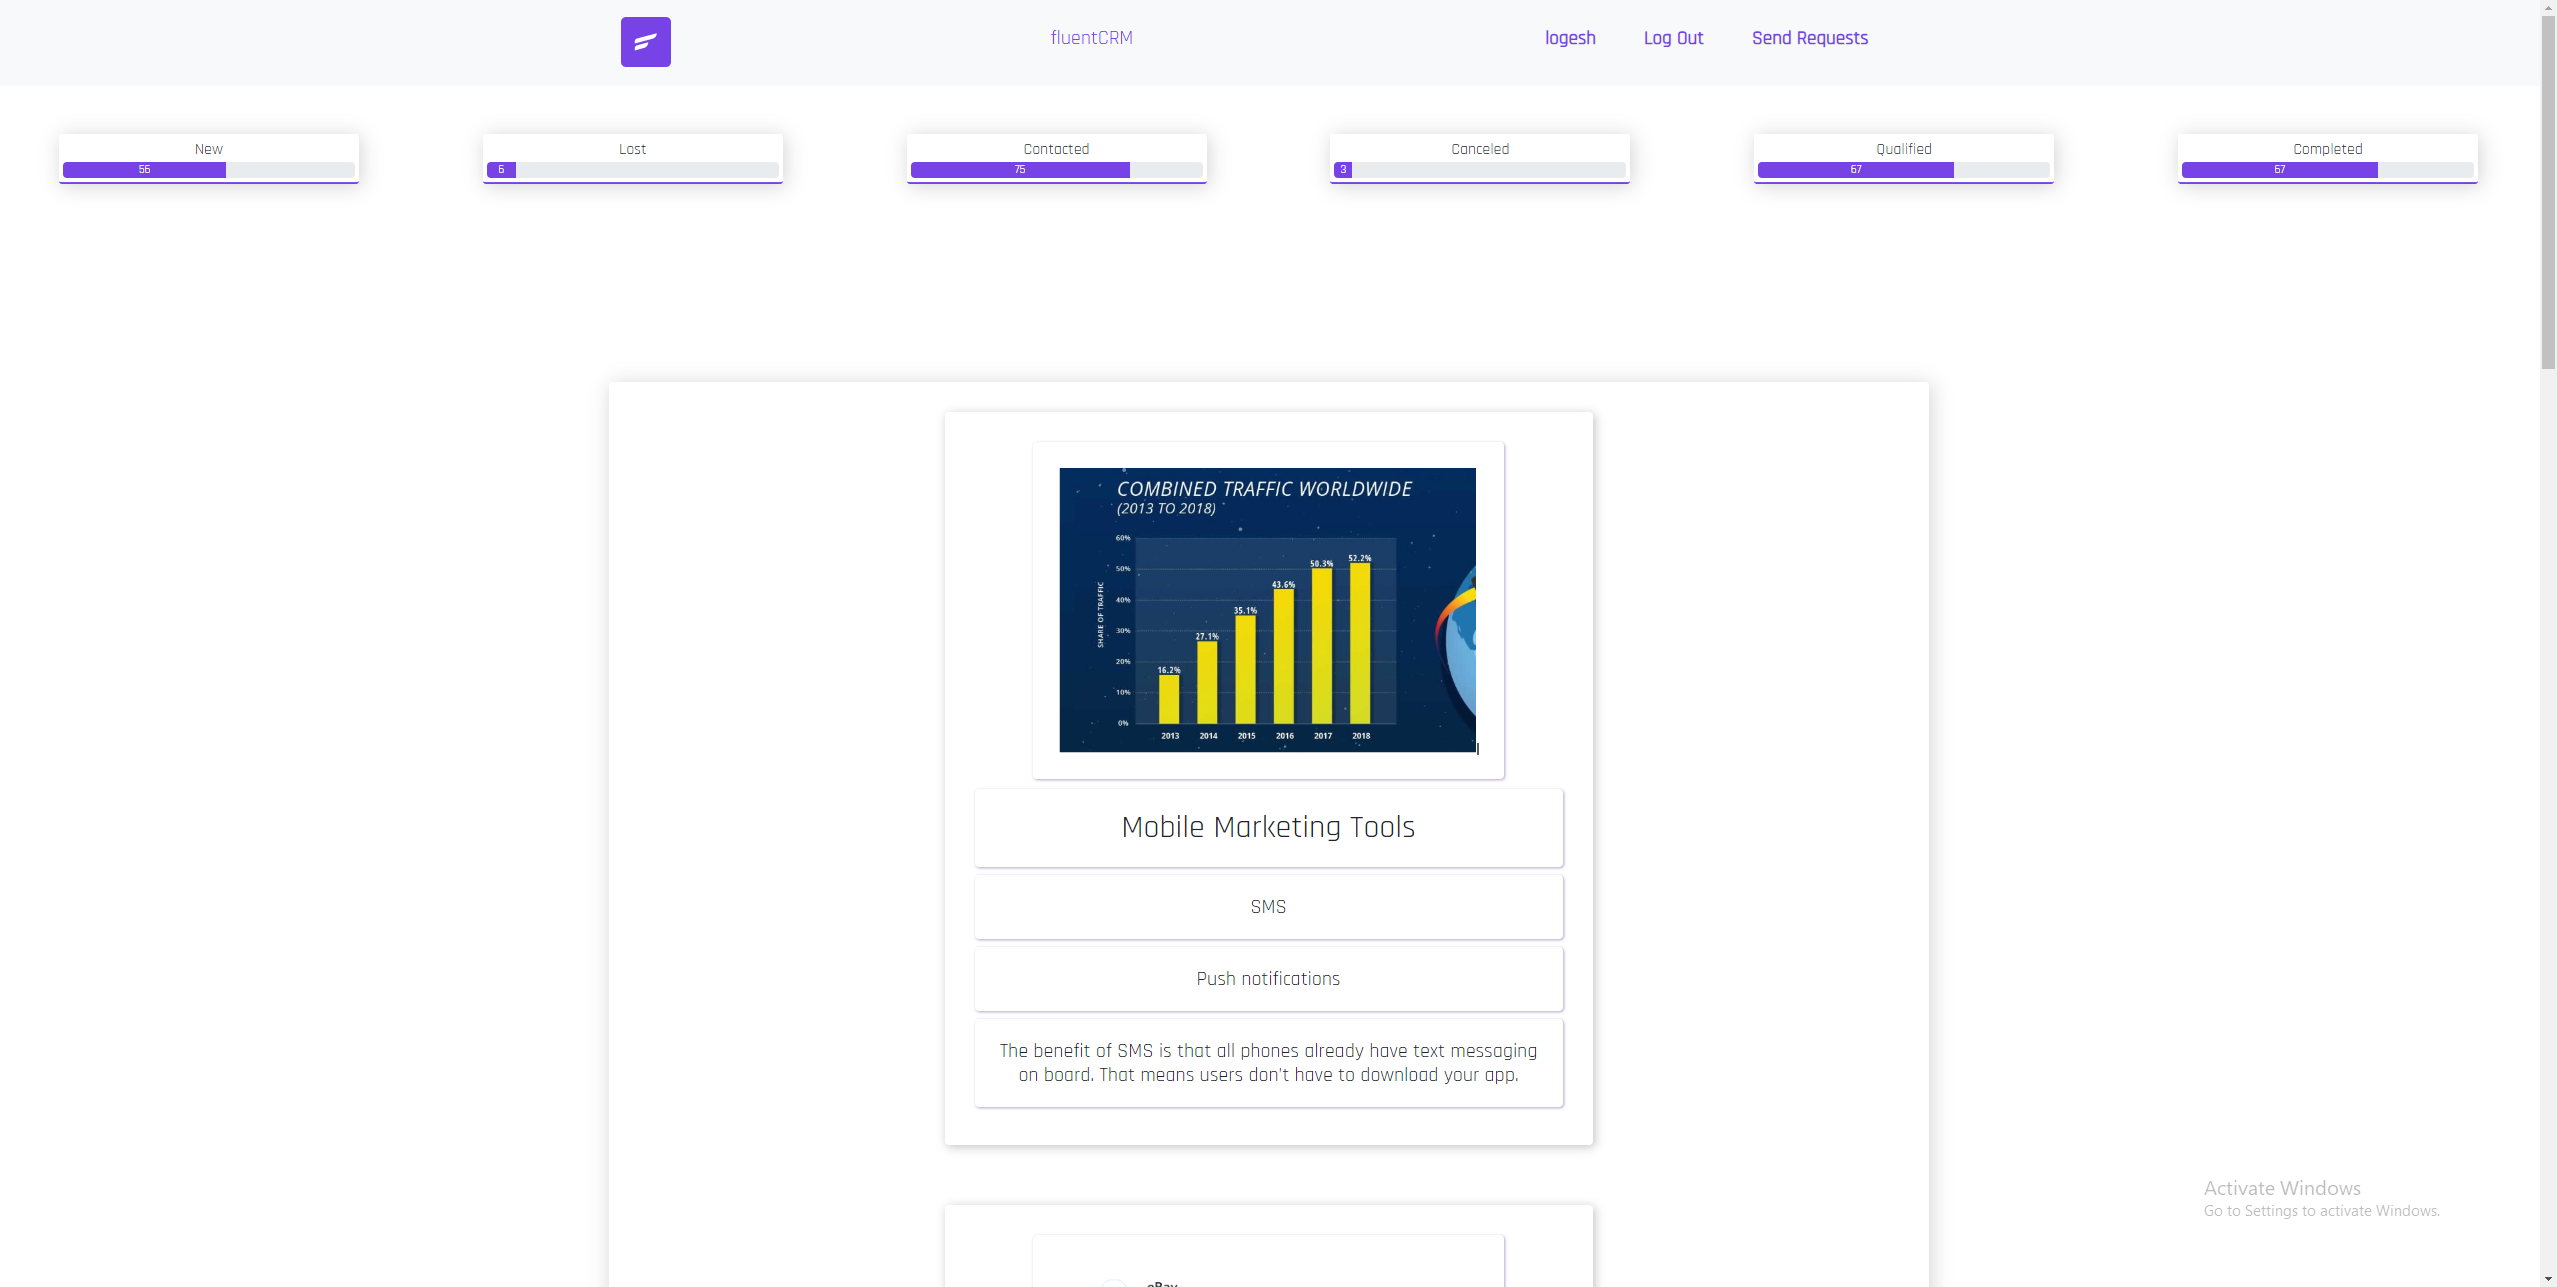 fluentCRM
logesh
Log Out
Send Requests
New
56
Lost
6
Contacted
75
Canceled
3
Qualified
67
Completed
67
COMBINED TRAFFIC WORLDWIDE
(2013 TO 2018)
SHARE OF TRAFFIC
60%
50%
40%
30%
20%
10%
0%
16.2%
27.1%
35.1%
43.6%
50.3%
52.2%
2013 2014 2015 2016 2017 2018
Mobile Marketing Tools
SMS
Push notifications
The benefit of SMS is that all phones already have text messaging
on board. That means users don't have to download your app.
eBay
Activate Windows
Go to Settings to activate Windows.